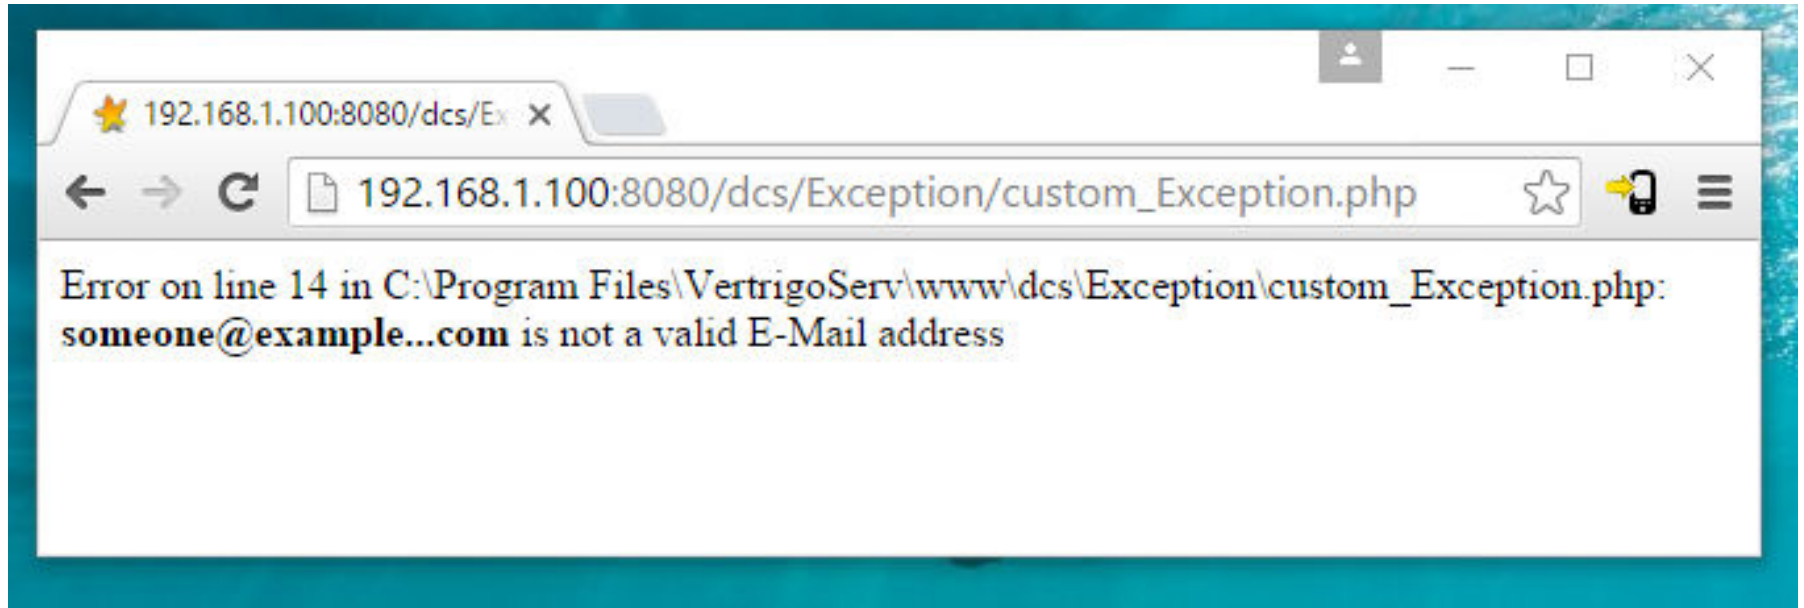 192.168.1.100:8080/dcs/Ex
192.168.1.100:8080/dcs/Exception/custom_Exception.php
Error on line 14 in C:\Program Files\VertrigoServ\www\dcs\Exception\custom_Exception.php:
someone@example...com is not a valid E-Mail address